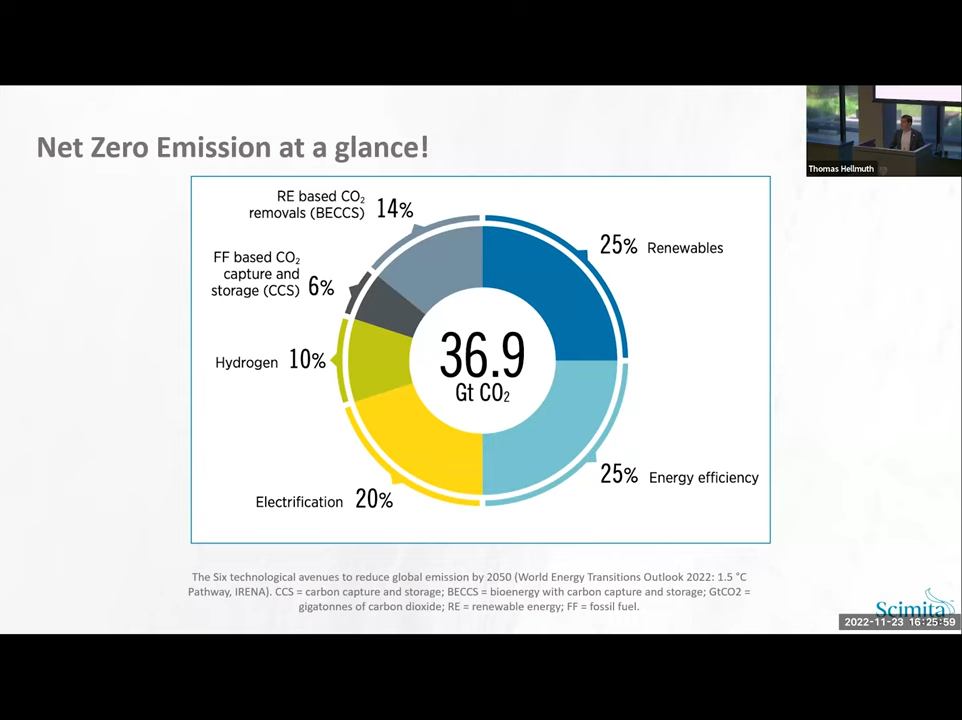 Net Zero Emission at a glance!
Thomas Hellmuth
RE based CO₂
removals (BECCS) 14%
25% Renewables
FF based CO₂
capture and
storage (CCS) 6%
Hydrogen 10%
36.9
Gt CO₂
25% Energy efficiency
Electrification 20%
The Six technological avenues to reduce global emission by 2050 (World Energy Transitions Outlook 2022: 1.5 °C
Pathway, IRENA). CCS = carbon capture and storage; BECCS = bioenergy with carbon capture and storage; GtCO2 =
gigatonnes of carbon dioxide; RE = renewable energy; FF = fossil fuel.
Scimita
2022-11-23 16:25:59